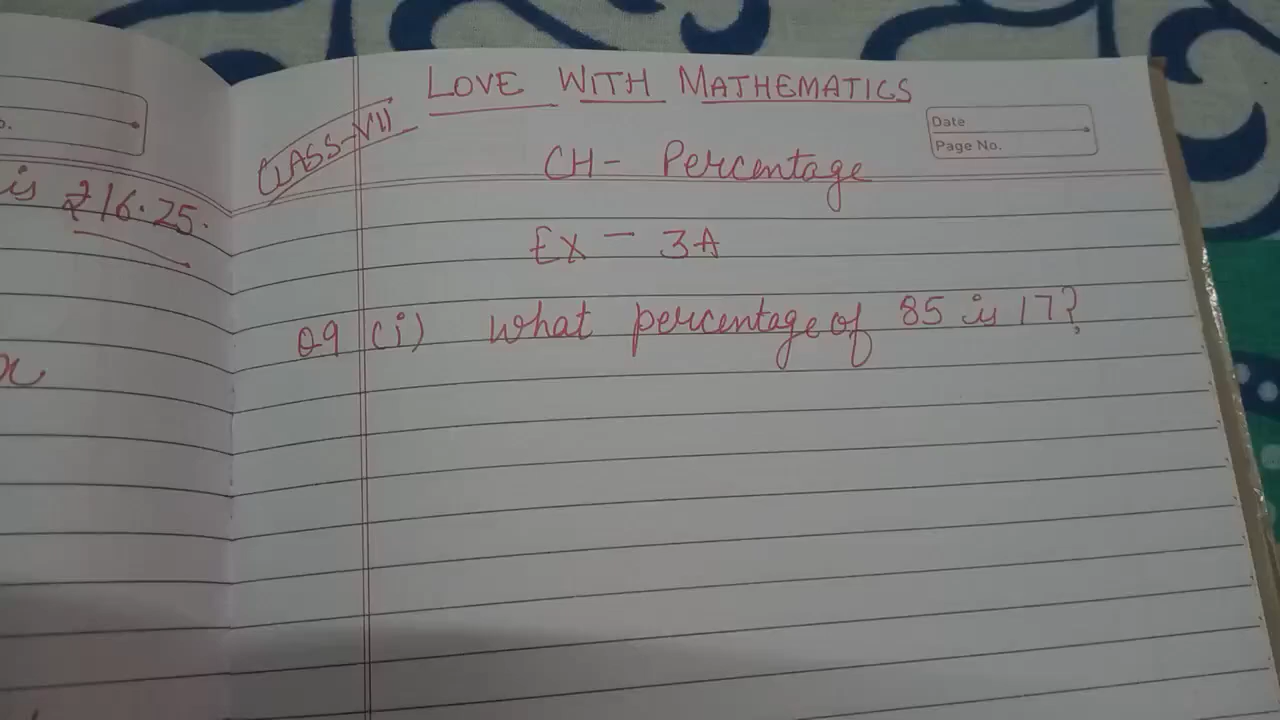 LOVE WITH MATHEMATICS
CLASS-VII
Date
Page No.
CH- Percentage
is ₹16.25.
Ex - 3A
Q9 (i) What percentage of 85 is 17?
x